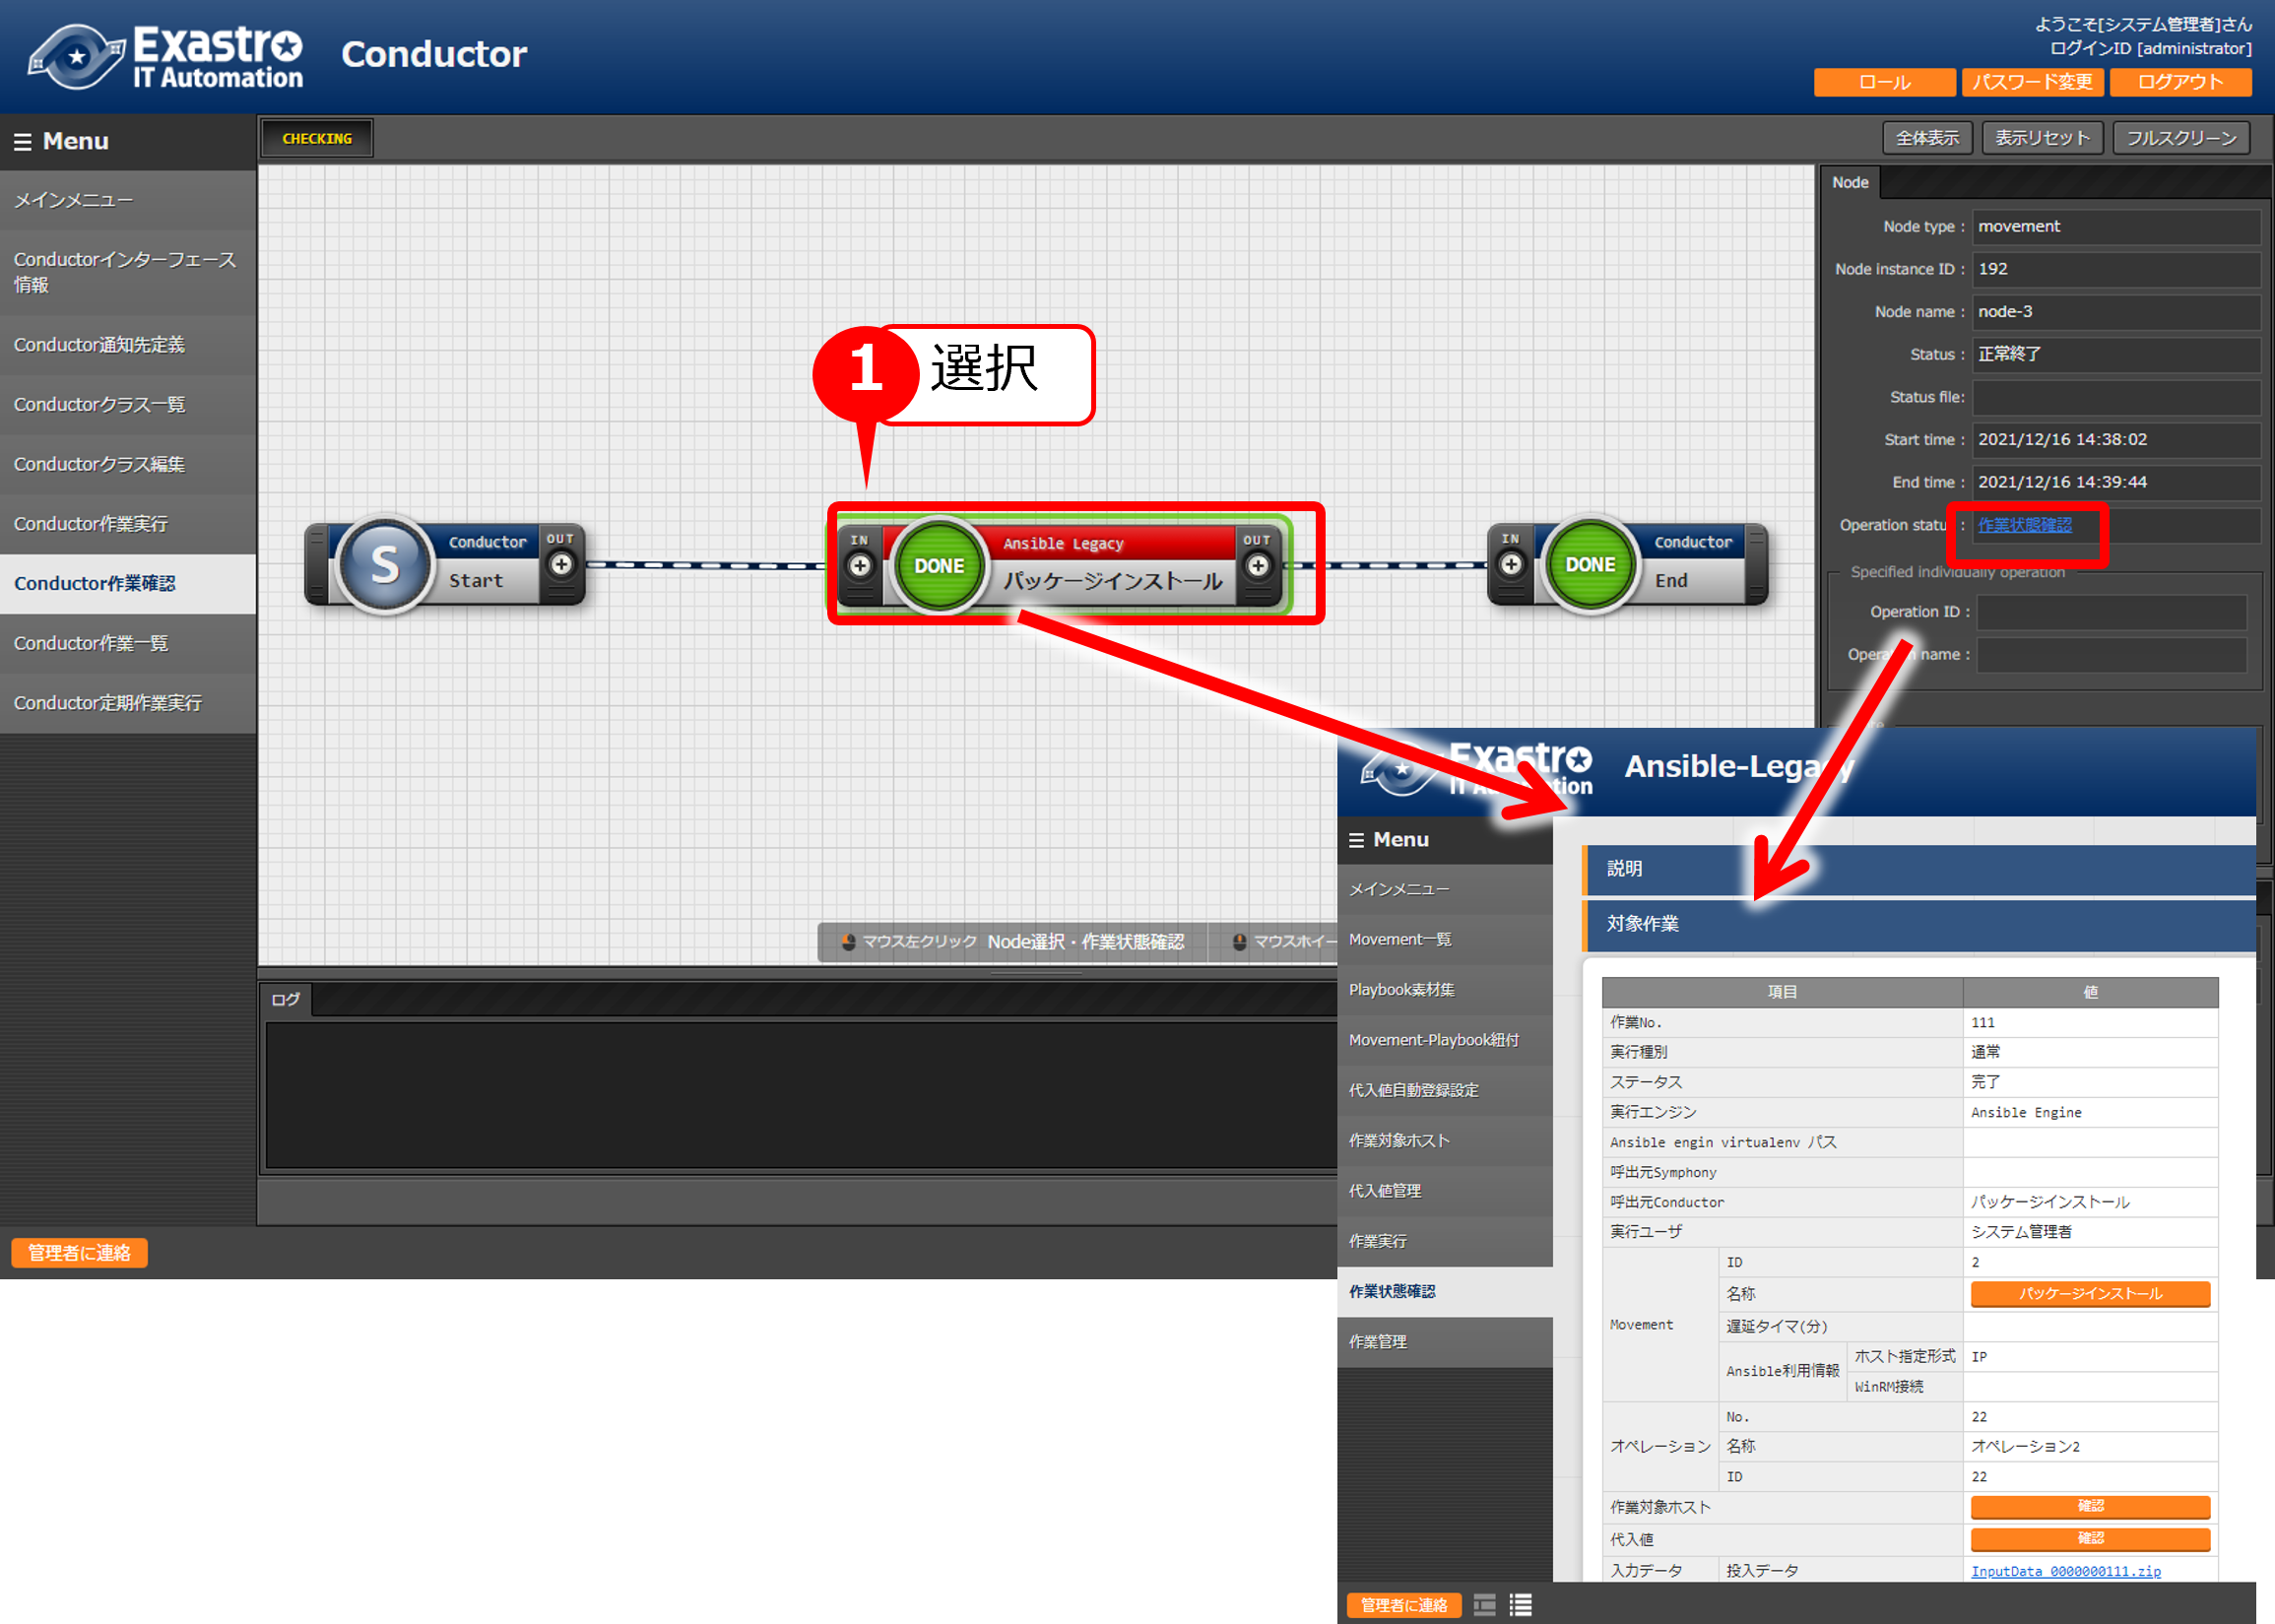 Exastro
IT Automation
Conductor
ようこそ[システム管理者]さん
ログインID [administrator]
ロール
パスワード変更
ログアウト
Menu
CHECKING
全体表示
表示リセット
フルスクリーン
メインメニュー
Conductorインターフェース
情報
Conductor通知先定義
Conductorクラス一覧
Conductorクラス編集
Conductor作業実行
Conductor作業確認
Conductor作業一覧
Conductor定期作業実行
1
選択
S
Conductor
Start
OUT
IN
DONE
Ansible Legacy
パッケージインストール
OUT
IN
DONE
Conductor
End
Node
Node type : movement
Node instance ID : 192
Node name : node-3
Status : 正常終了
Status file:
Start time : 2021/12/16 14:38:02
End time : 2021/12/16 14:39:44
Operation statu : 作業状態確認
Specified individually operation
Operation ID :
name :
マウス左クリック Node選択・作業状態確認
マウスホイー
ログ
管理者に連絡
Exastro
IT A tion
Ansible-Legacy
Menu
メインメニュー
Movement一覧
Playbook素材集
Movement-Playbook紐付
代入値自動登録設定
作業対象ホスト
代入値管理
作業実行
作業状態確認
作業管理
説明
対象作業
項目 値
作業No. 111
実行種別 通常
ステータス 完了
実行エンジン Ansible Engine
Ansible engin virtualenv パス
呼出元Symphony
呼出元Conductor パッケージインストール
実行ユーザ システム管理者
Movement
ID 2
名称 パッケージインストール
遅延タイマ(分)
Ansible利用情報
ホスト指定形式 IP
WinRM接続
オペレーション
No. 22
名称 オペレーション2
ID 22
作業対象ホスト 確認
代入値 確認
入力データ 投入データ InputData_0000000111.zip
管理者に連絡